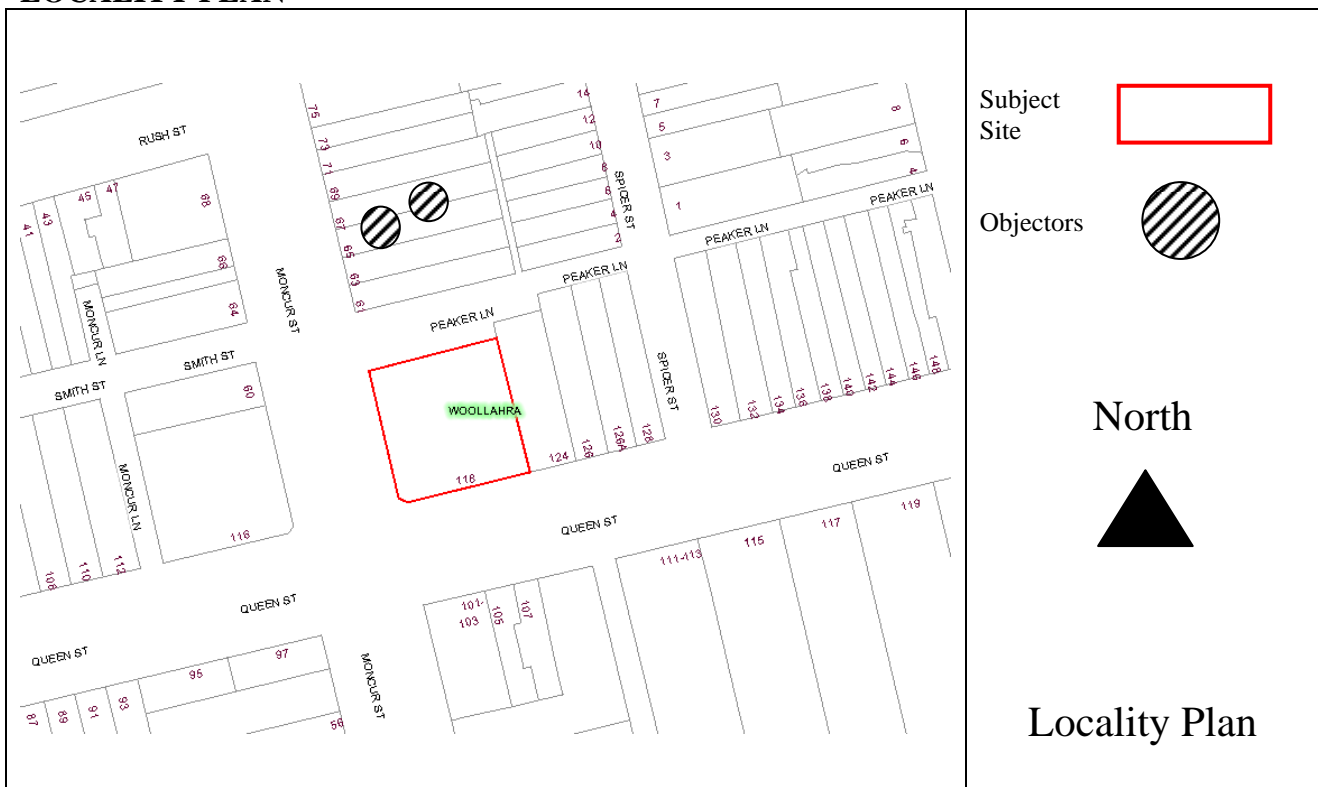 LOCALITY PLAN
RUSH ST
75
73
71
69
67
65
63
61
14
12
10
8
6
4
2
7
5
3
1
8
6
4
SPICER ST
PEAKER LN
PEAKER LN
PEAKER LN
PEAKER LN
41
43
45
47
68
66
64
MONCUR LN
MONCUR ST
SMITH ST
SMITH ST
60
WOOLLAHRA
118
124
126
126A
128
SPICER ST
130
132
134
136
138
140
142
144
146
148
108
110
112
MONCUR LN
116
QUEEN ST
QUEEN ST
QUEEN ST
QUEEN ST
111-113
115
117
119
101-
103
105
107
87
89
91
93
95
97
56
MONCUR ST
Subject
Site
Objectors
North
Locality Plan